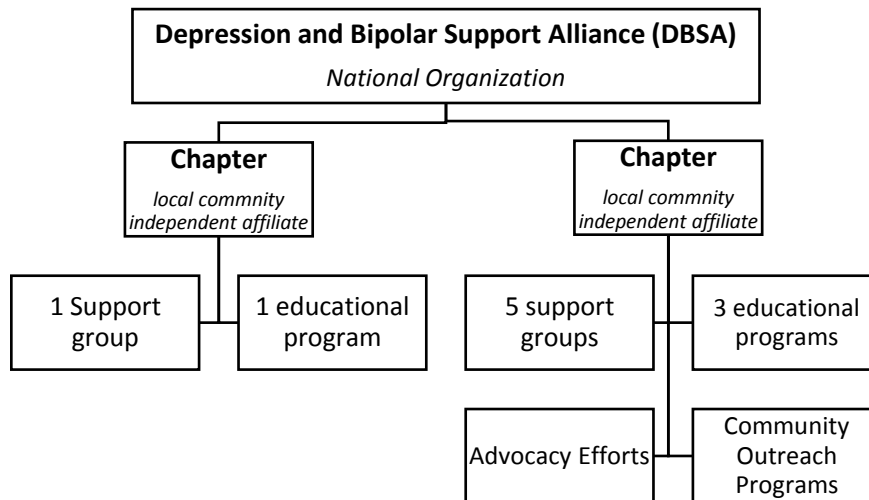 Depression and Bipolar Support Alliance (DBSA)
National Organization
Chapter
local commnity
independent affiliate
Chapter
local commnity
independent affiliate
1 Support
group
1 educational
program
5 support
groups
3 educational
programs
Advocacy Efforts
Community
Outreach
Programs